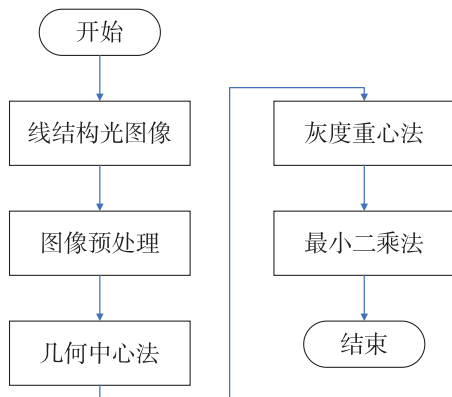 开始
线结构光图像
图像预处理
几何中心法
灰度重心法
最小二乘法
结束